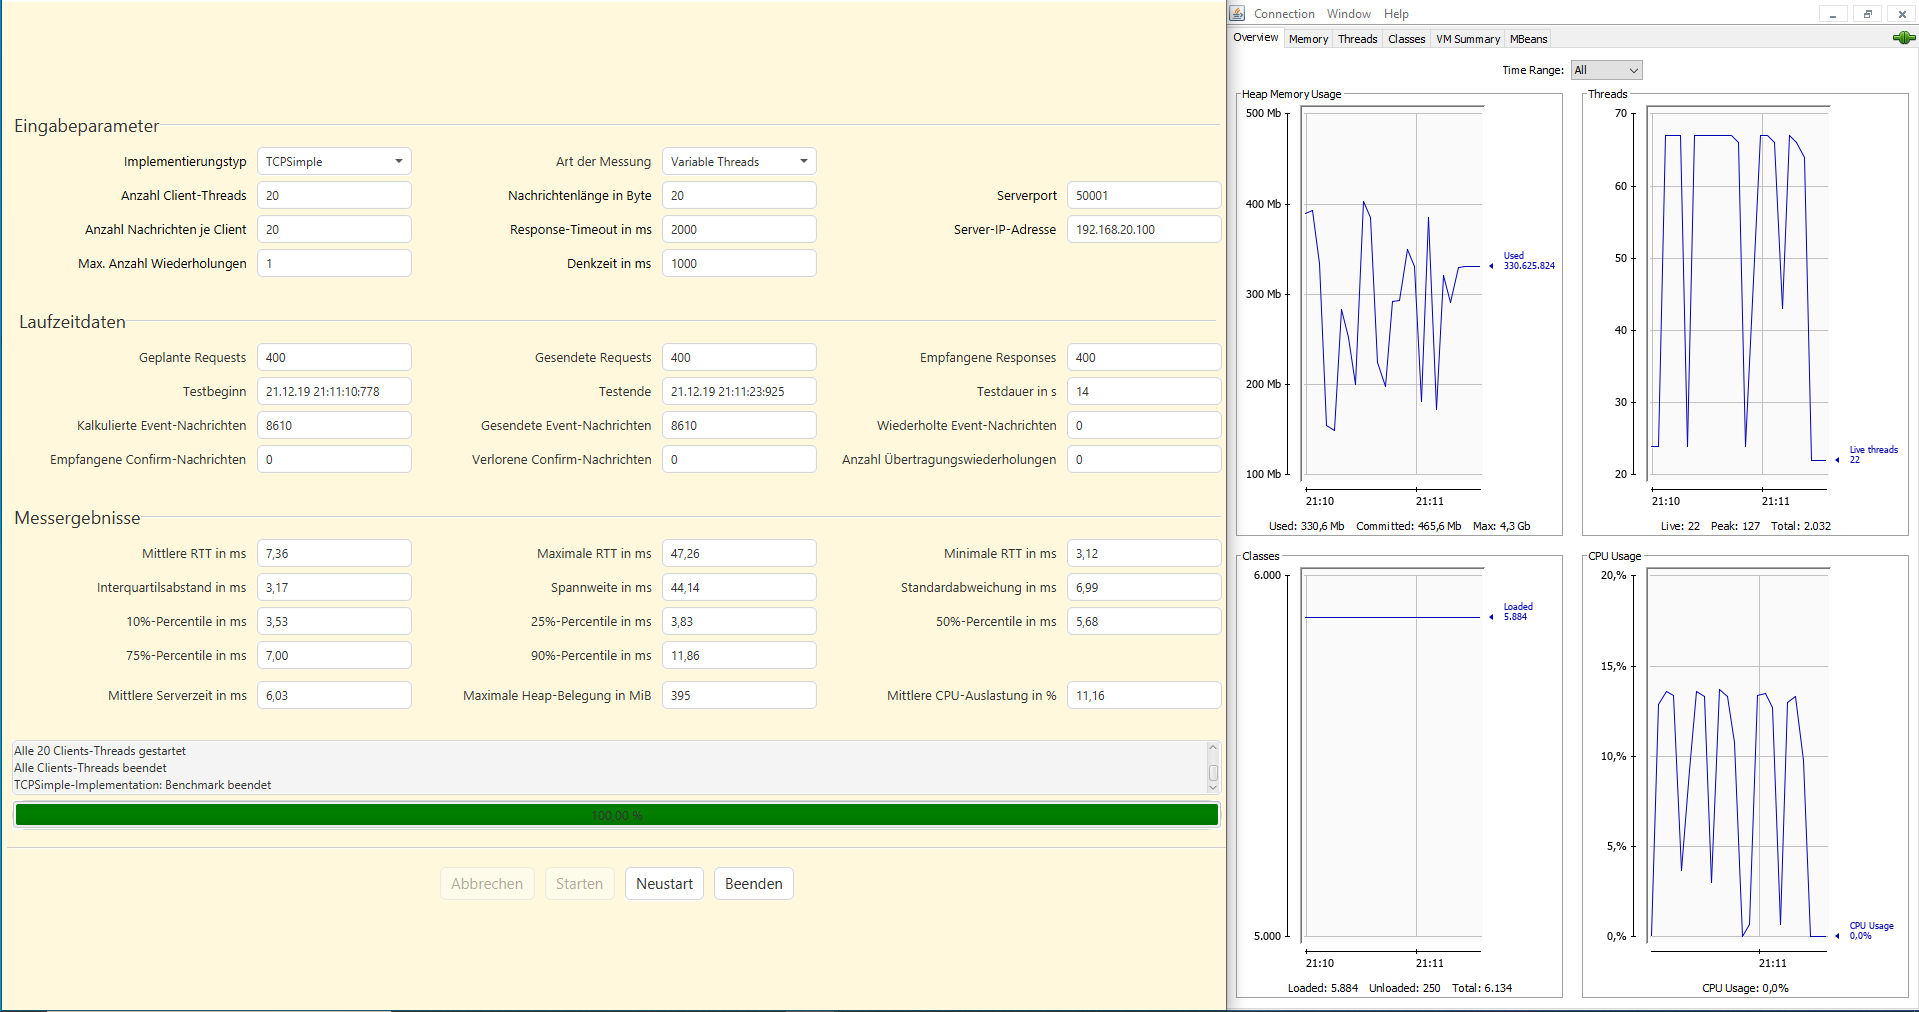 Eingabeparameter
Implementierungstyp TCPSimple Art der Messung Variable Threads
Anzahl Client-Threads 20 Nachrichtenlänge in Byte 20 Serverport 50001
Anzahl Nachrichten je Client 20 Response-Timeout in ms 2000 Server-IP-Adresse 192.168.20.100
Max. Anzahl Wiederholungen 1 Denkzeit in ms 1000
Laufzeitdaten
Geplante Requests 400 Gesendete Requests 400 Empfangene Responses 400
Testbeginn 21.12.19 21:11:10:778 Testende 21.12.19 21:11:23:925 Testdauer in s 14
Kalkulierte Event-Nachrichten 8610 Gesendete Event-Nachrichten 8610 Wiederholte Event-Nachrichten 0
Empfangene Confirm-Nachrichten 0 Verlorene Confirm-Nachrichten 0 Anzahl Übertragungswiederholungen 0
Messergebnisse
Mittlere RTT in ms 7,36 Maximale RTT in ms 47,26 Minimale RTT in ms 3,12
Interquartilsabstand in ms 3,17 Spannweite in ms 44,14 Standardabweichung in ms 6,99
10%-Percentile in ms 3,53 25%-Percentile in ms 3,83 50%-Percentile in ms 5,68
75%-Percentile in ms 7,00 90%-Percentile in ms 11,86
Mittlere Serverzeit in ms 6,03 Maximale Heap-Belegung in MiB 395 Mittlere CPU-Auslastung in % 11,16
Alle 20 Clients-Threads gestartet
Alle Clients-Threads beendet
TCPSimple-Implementation: Benchmark beendet
100,00 %
Abbrechen Starten Neustart Beenden
Connection Window Help
Overview Memory Threads Classes VM Summary MBeans
Time Range: All
Heap Memory Usage
500 Mb
400 Mb
300 Mb
200 Mb
100 Mb
Used
330.625.824
21:10 21:11
Used: 330,6 Mb Committed: 465,6 Mb Max: 4,3 Gb
Threads
70
60
50
40
30
20
Live threads
22
21:10 21:11
Live: 22 Peak: 127 Total: 2.032
Classes
6.000
5.000
Loaded
5.884
21:10 21:11
Loaded: 5.884 Unloaded: 250 Total: 6.134
CPU Usage
20,%
15,%
10,%
5,%
0,%
CPU Usage
0,0%
21:11
CPU Usage: 0,0%